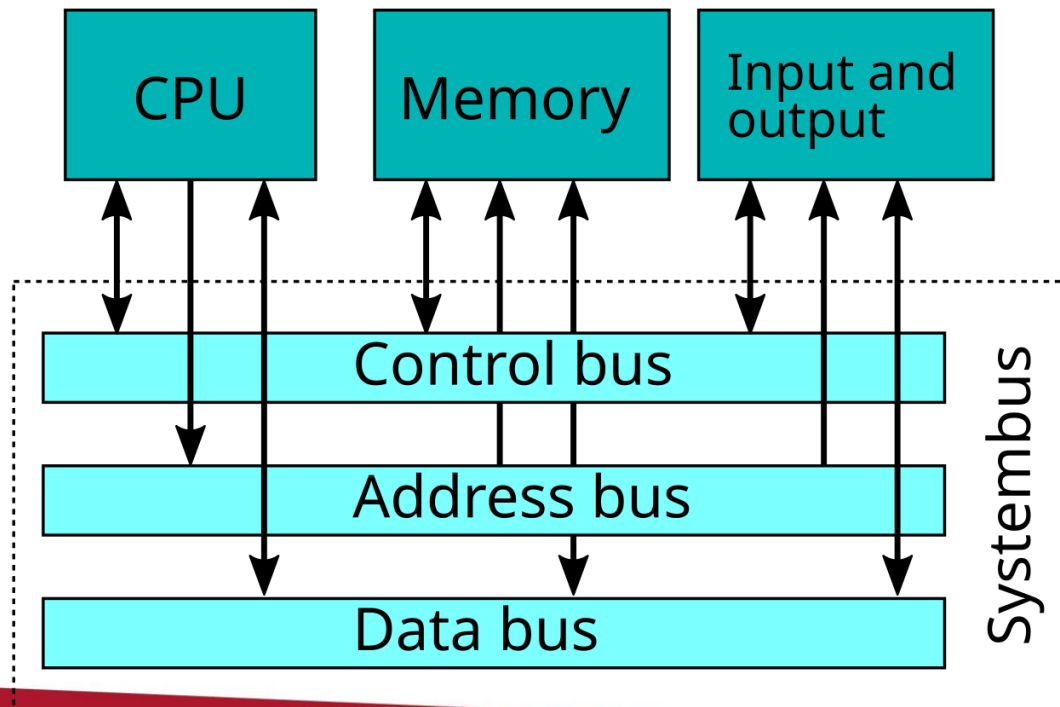 CPU
Memory
Input and
output
Control bus
Address bus
Data bus
Systembus